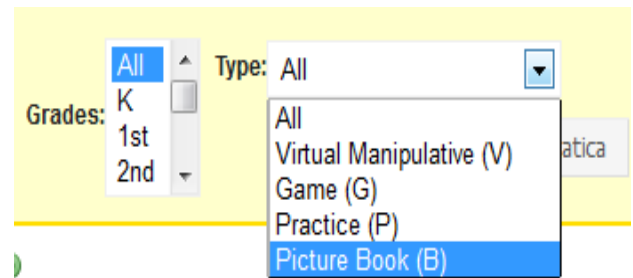 Grades:
All
K
1st
2nd
Type: All
All
Virtual Manipulative (V)
Game (G)
Practice (P)
Picture Book (B)
atica